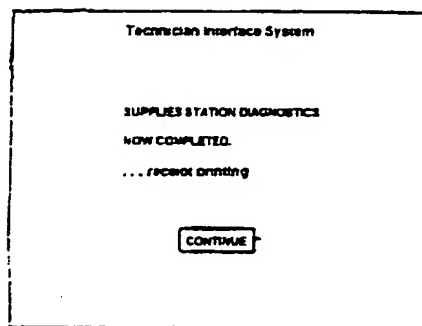 Technician Interface System
SUPPLIES STATION DIAGNOSTICS
NOW COMPLETED.
... receipt printing
CONTINUE